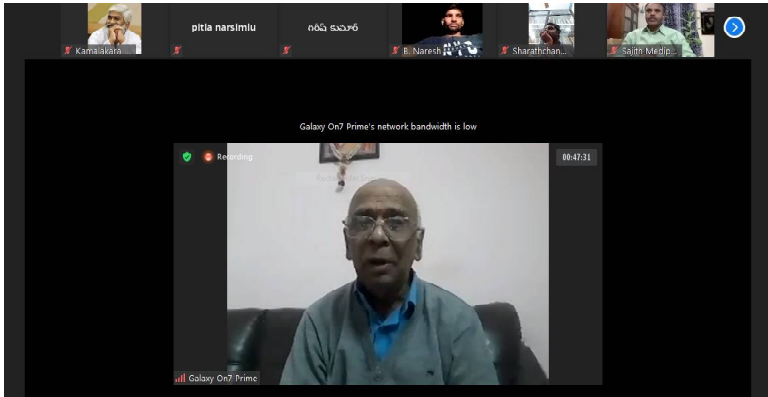 pitla narsimlu
గిరిష్ కుమార్
Kamalakara ...
B. Naresh
Sharathchan...
Sajith Medip...
Galaxy On7 Prime's network bandwidth is low
Recording
00:47:31
Galaxy On7 Prime